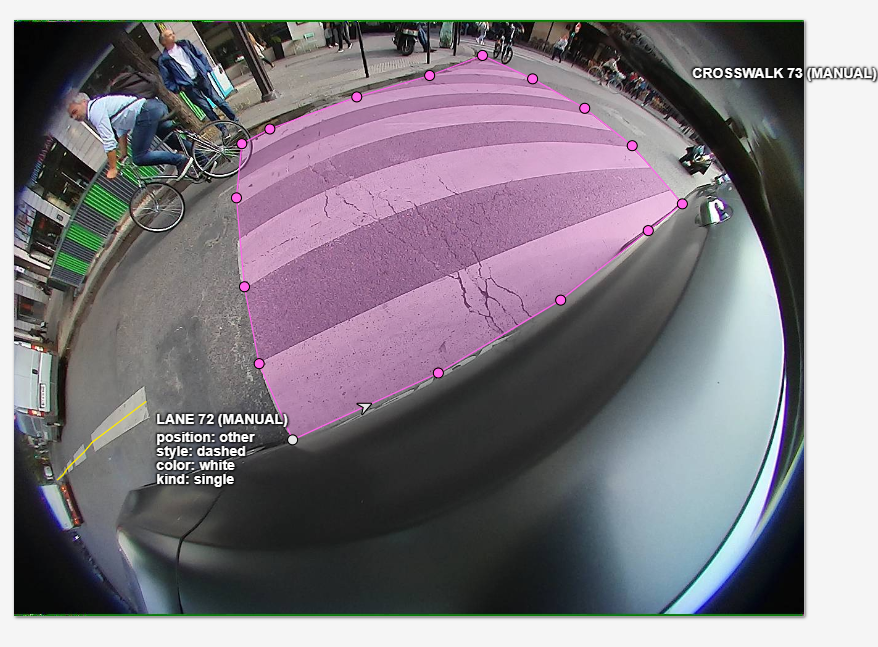 CROSSWALK 73 (MANUAL)
LANE 72 (MANUAL)
position: other
style: dashed
color: white
kind: single